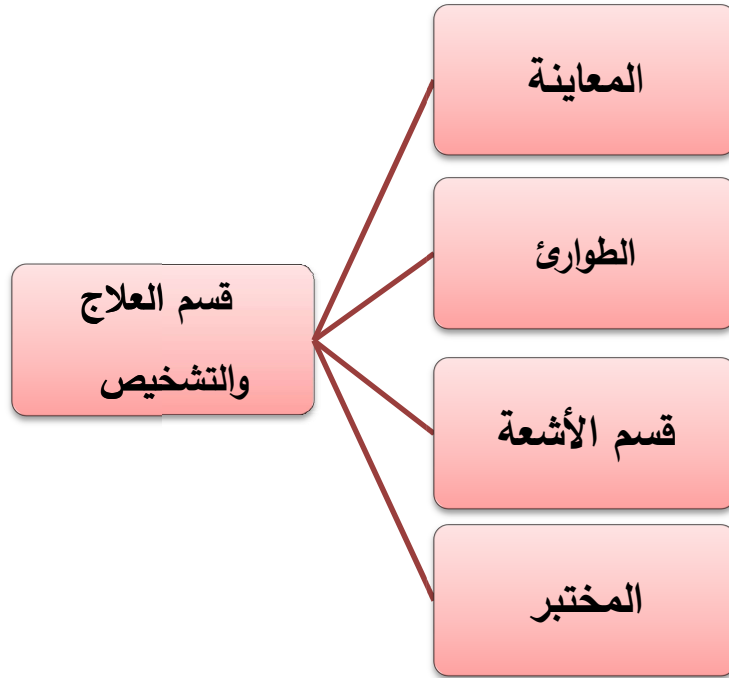 المعاينة
الطوارئ
قسم العلاج
والتشخيص
قسم الأشعة
المختبر